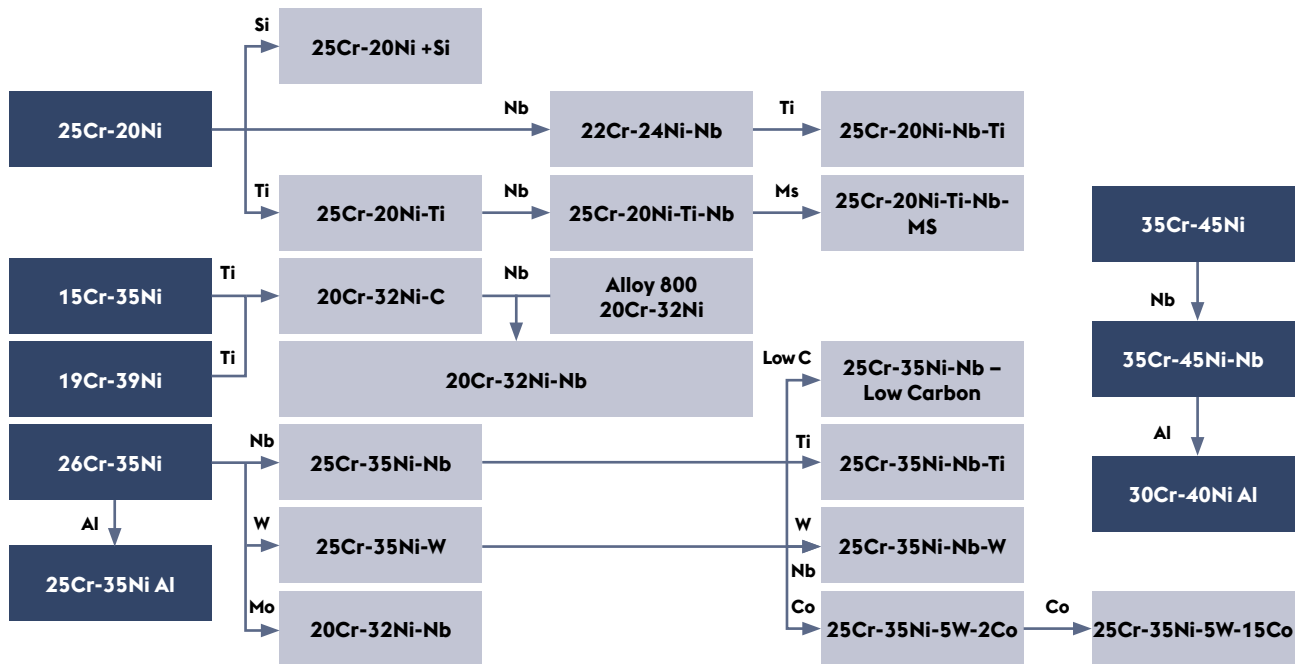 Si
25Cr-20Ni +Si
25Cr-20Ni
Nb
22Cr-24Ni-Nb
Ti
25Cr-20Ni-Nb-Ti
Ti
25Cr-20Ni-Ti
Nb
25Cr-20Ni-Ti-Nb
Ms
25Cr-20Ni-Ti-Nb-
MS
15Cr-35Ni
Ti
20Cr-32Ni-C
Nb
Alloy 800
20Cr-32Ni
19Cr-39Ni
Ti
20Cr-32Ni-Nb
Low C
25Cr-35Ni-Nb –
Low Carbon
26Cr-35Ni
Nb
25Cr-35Ni-Nb
Ti
25Cr-35Ni-Nb-Ti
Al
25Cr-35Ni Al
W
25Cr-35Ni-W
W
25Cr-35Ni-Nb-W
Nb
Mo
20Cr-32Ni-Nb
Co
25Cr-35Ni-5W-2Co
Co
25Cr-35Ni-5W-15Co
35Cr-45Ni
Nb
35Cr-45Ni-Nb
Al
30Cr-40Ni Al